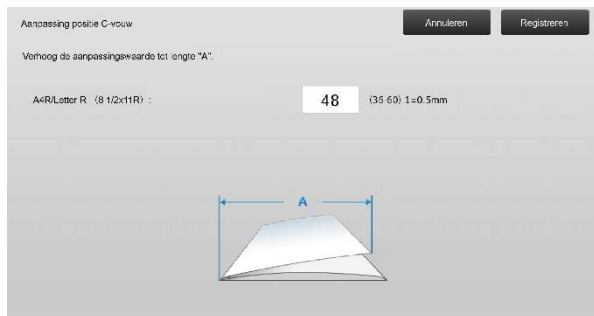 Aanpassing positie C-vouw
Annuleren
Registreren
Verhoog de aanpassingswaarde tot lengte "A".
A4R/Letter R (8 1/2x11R) :
48
(36-60) 1=0.5mm
A